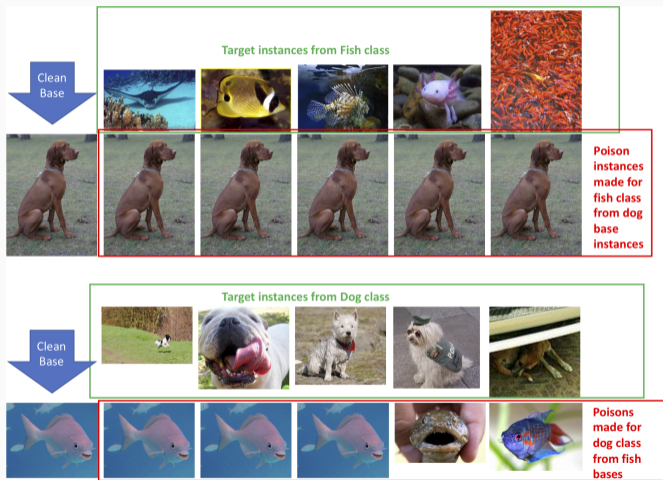 Target instances from Fish class
Clean
Base
Poison
instances
made for
fish class
from dog
base
instances
Target instances from Dog class
Clean
Base
Poisons
made for
dog class
from fish
bases